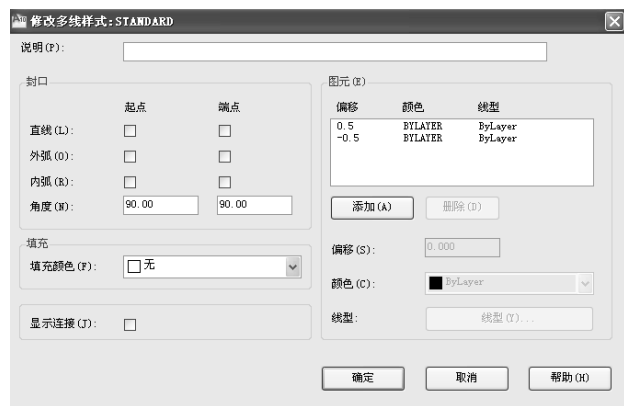 修改多线样式:STANDARD
说明(P):
封口
起点 端点
直线(L):
外弧(O):
内弧(R):
角度(N): 90.00 90.00
填充
填充颜色(F): 无
显示连接(J):
图元(E)
偏移 颜色 线型
0.5 BYLAYER ByLayer
-0.5 BYLAYER ByLayer
添加(A) 删除(D)
偏移(S): 0.000
颜色(C): ByLayer
线型: 线型(Y)...
确定 取消 帮助(H)